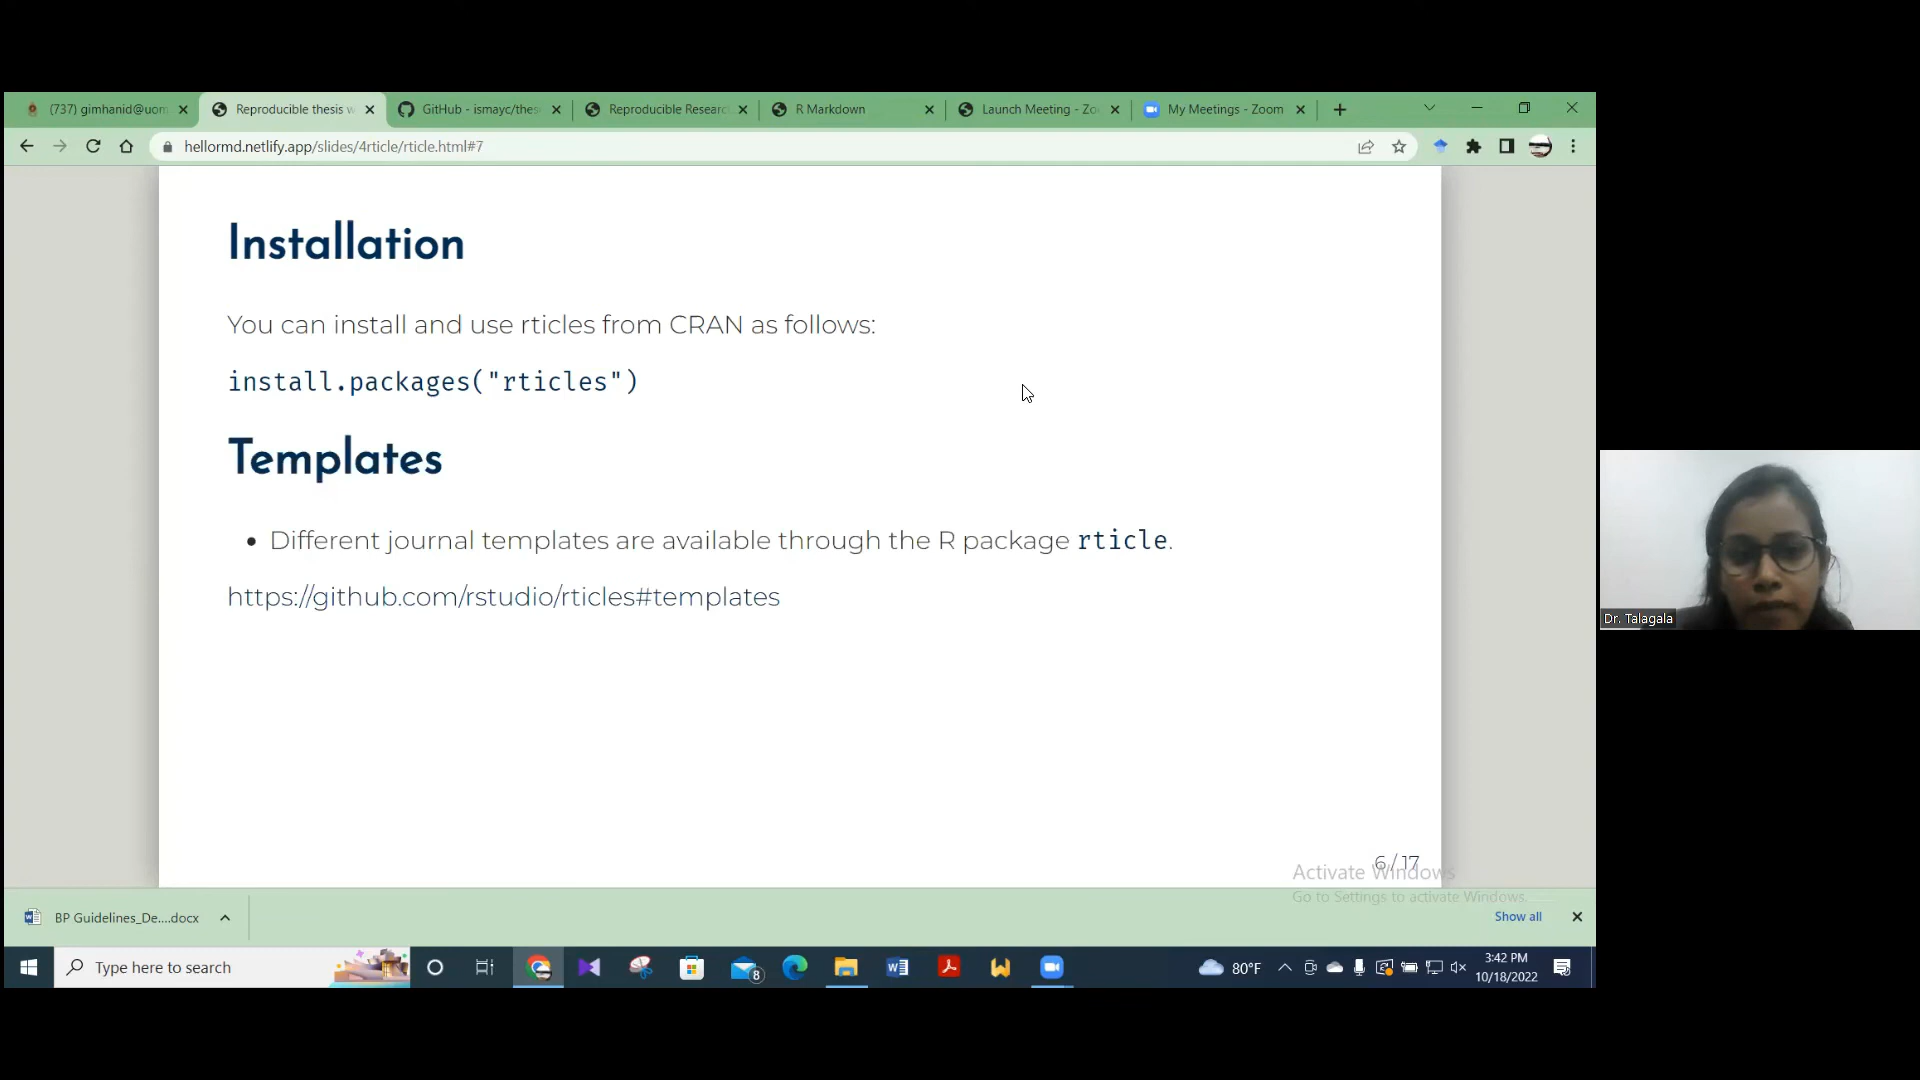 (737) gimhanid@uom
Reproducible thesis w
GitHub - ismayc/thes
Reproducible Researc
R Markdown
Launch Meeting - Zo
My Meetings - Zoom
hellormd.netlify.app/slides/4rticle/rticle.html#7
Installation
You can install and use rticles from CRAN as follows:
install.packages("rticles")
Templates
Different journal templates are available through the R package rticle.
https://github.com/rstudio/rticles#templates
Dr. Talagala
6 / 17
Activate Windows
Go to Settings to activate Windows.
BP Guidelines_De....docx
Show all
Type here to search
8
80°F
3:42 PM
10/18/2022